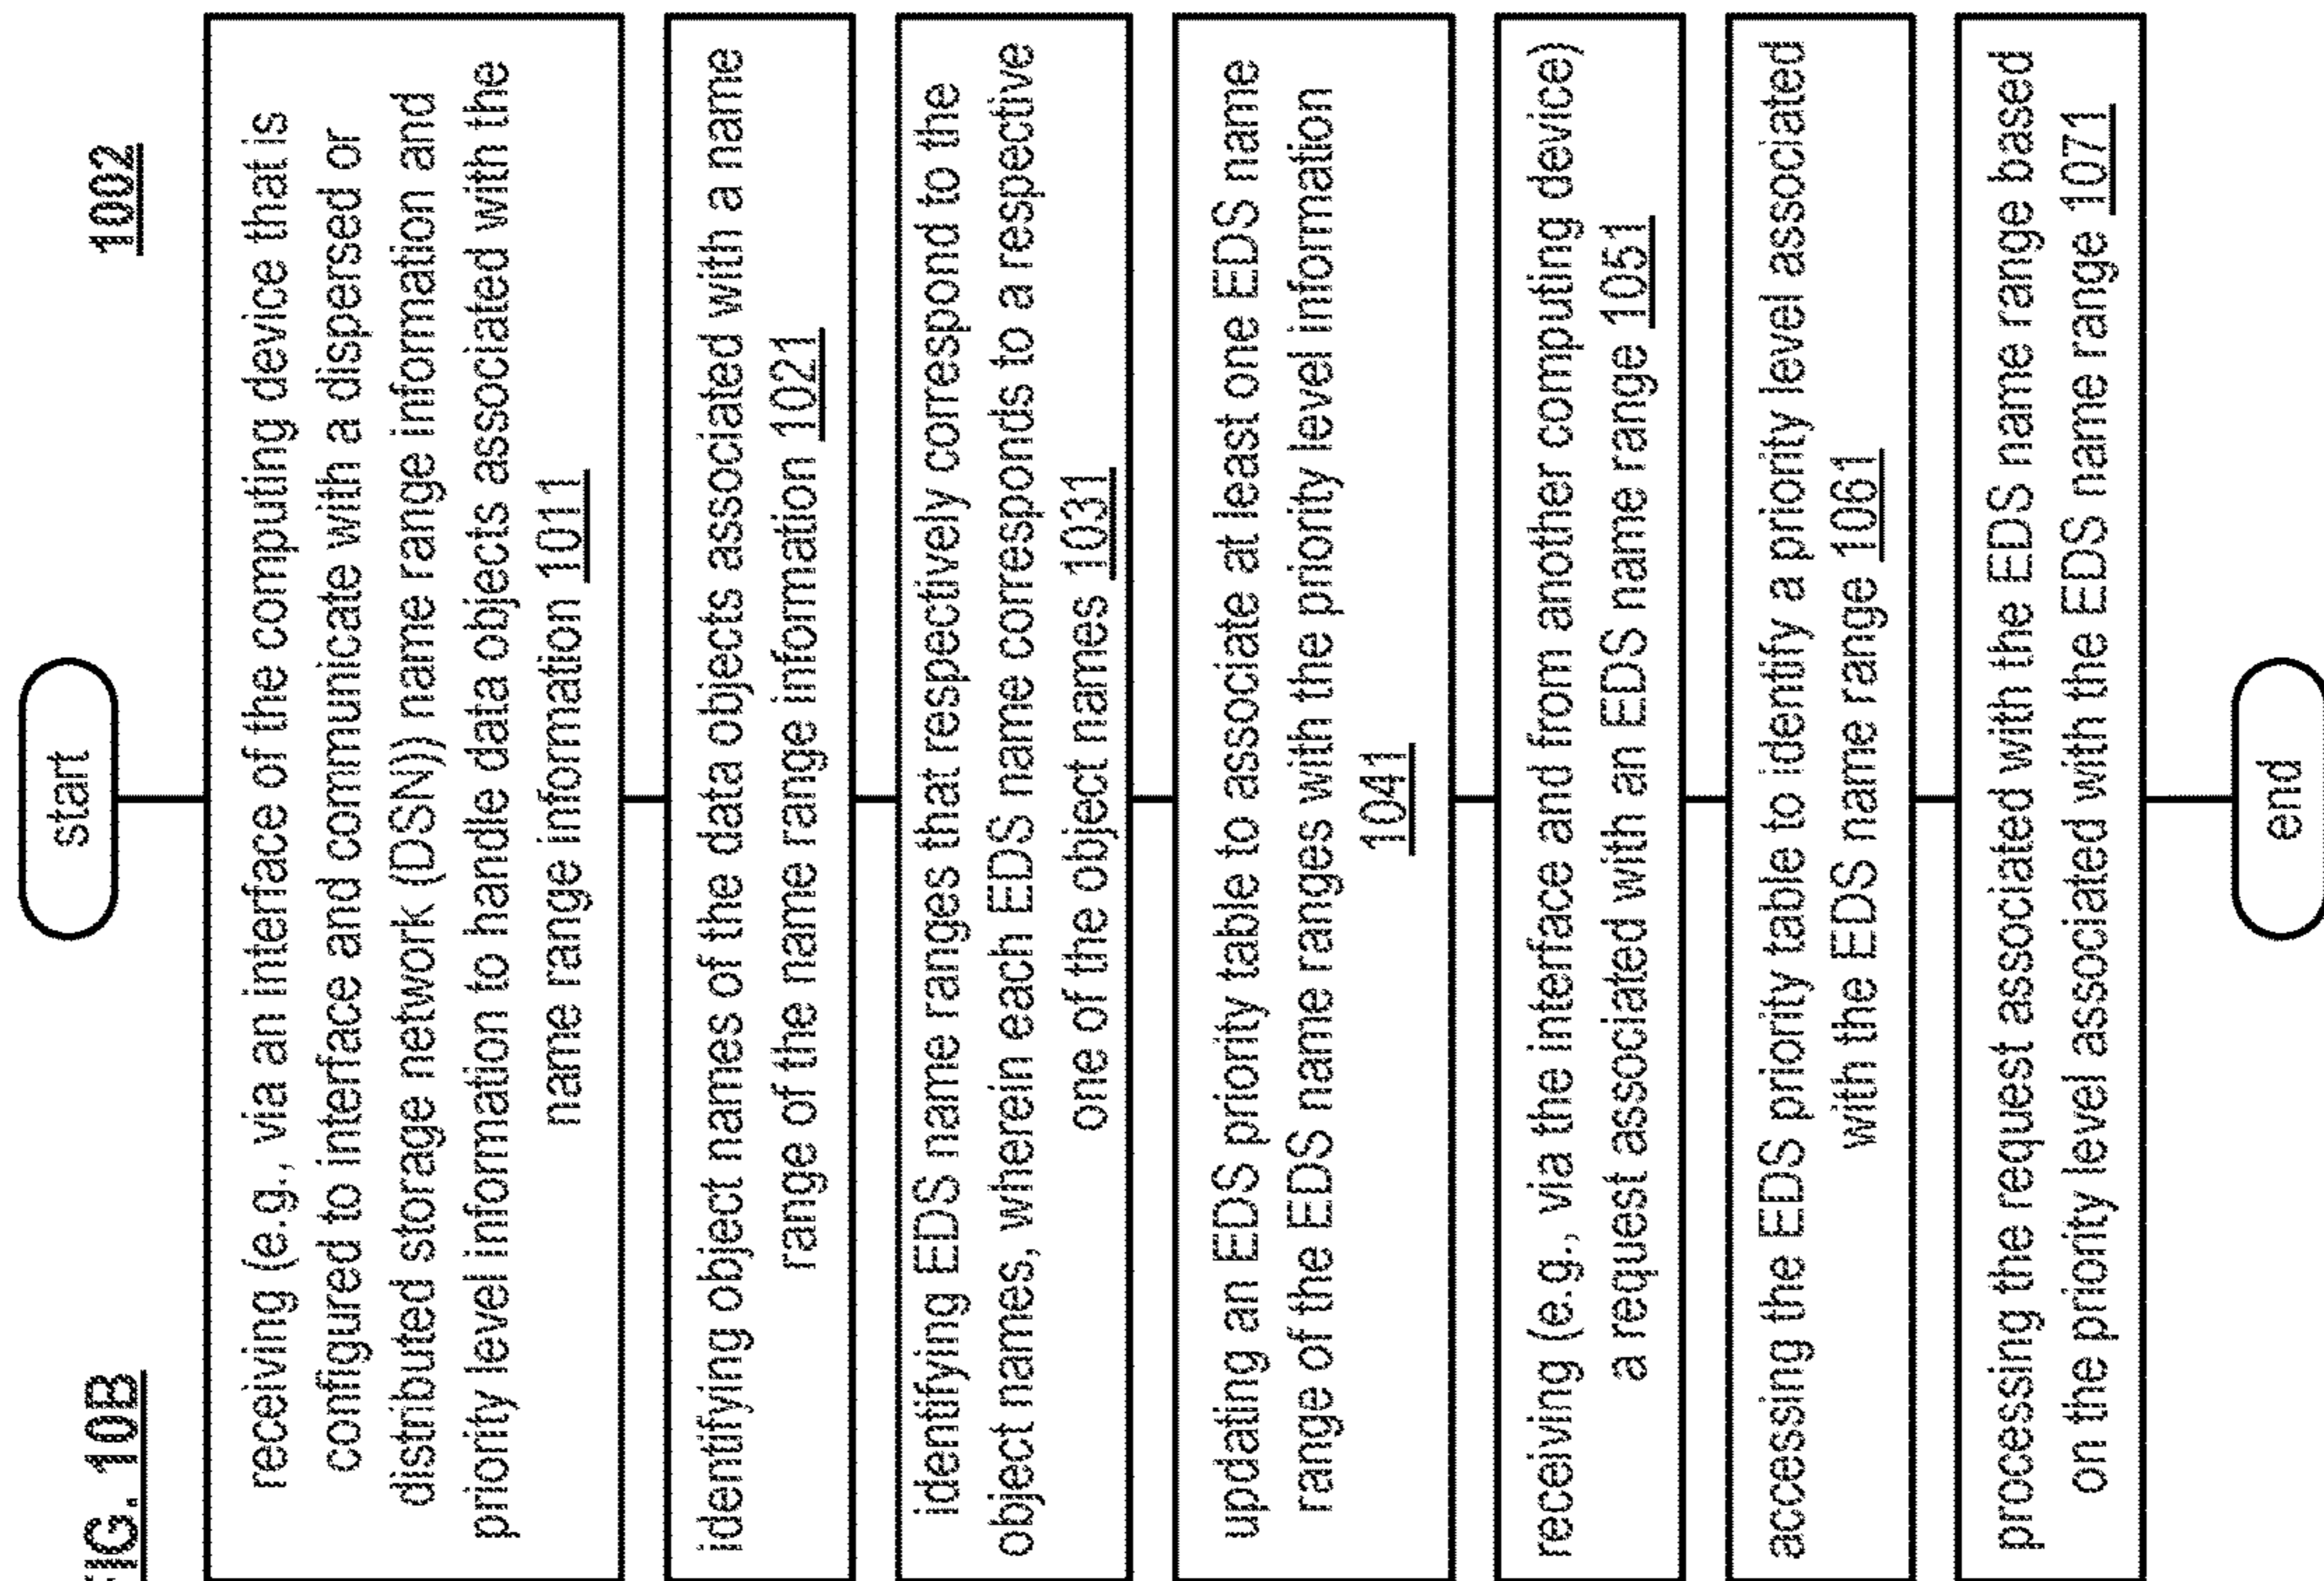 FIG. 10B
1002
start
receiving (e.g., via an interface of the computing device that is
configured to interface and communicate with a dispersed or
distributed storage network (DSN)) name range information and
priority level information to handle data objects associated with the
name range information 1011
identifying object names of the data objects associated with a name
range of the name range information 1021
identifying EDS name ranges that respectively correspond to the
object names, wherein each EDS name corresponds to a respective
one of the object names 1031
updating an EDS priority table to associate at least one EDS name
range of the EDS name ranges with the priority level information
1041
receiving (e.g., via the interface and from another computing device)
a request associated with an EDS name range 1051
accessing the EDS priority table to identify a priority level associated
with the EDS name range 1061
processing the request associated with the EDS name range based
on the priority level associated with the EDS name range 1071
end